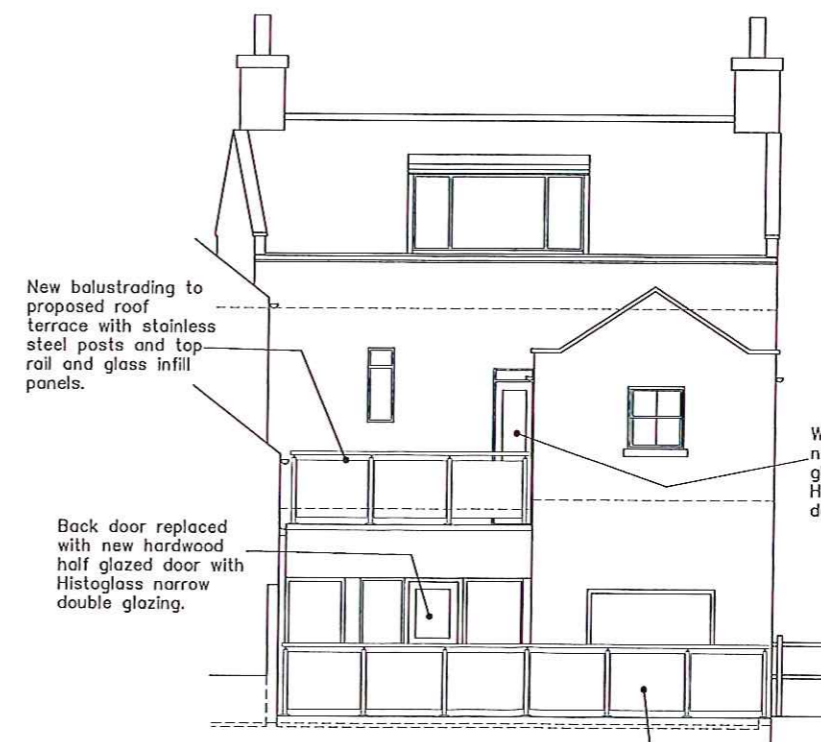 New balustrading to
proposed roof
terrace with stainless
steel posts and top
rail and glass infill
panels.
Back door replaced
with new hardwood
half glazed door with
Histoglass narrow
double glazing.